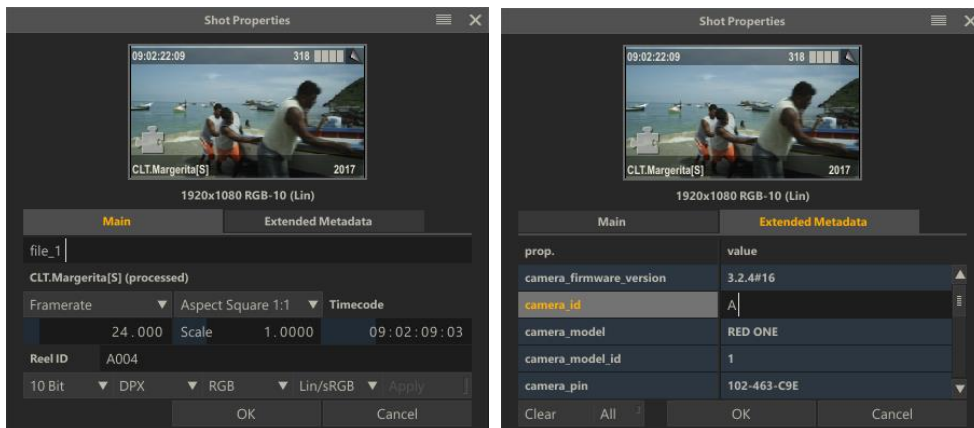 Shot Properties
09:02:22:09 318
CLT.Margerita[S] 2017
1920x1080 RGB-10 (Lin)
Main Extended Metadata
file_1
CLT.Margerita[S] (processed)
Framerate Aspect Square 1:1 Timecode
24.000 Scale 1.0000 09:02:09:03
Reel ID A004
10 Bit DPX RGB Lin/sRGB Apply
OK Cancel
Shot Properties
09:02:22:09 318
CLT.Margerita[S] 2017
1920x1080 RGB-10 (Lin)
Main Extended Metadata
prop. value
camera_firmware_version 3.2.4#16
camera_id A
camera_model RED ONE
camera_model_id 1
camera_pin 102-463-C9E
Clear All OK Cancel